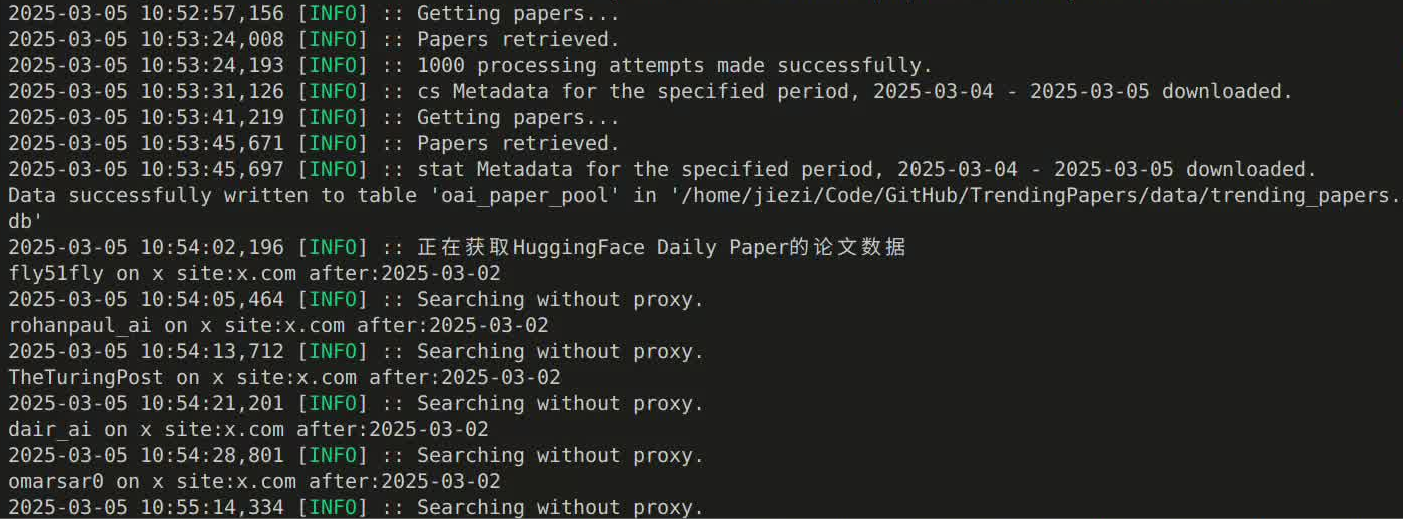 2025-03-05 10:52:57,156 [INFO] :: Getting papers...
2025-03-05 10:53:24,008 [INFO] :: Papers retrieved.
2025-03-05 10:53:24,193 [INFO] :: 1000 processing attempts made successfully.
2025-03-05 10:53:31,126 [INFO] :: cs Metadata for the specified period, 2025-03-04 - 2025-03-05 downloaded.
2025-03-05 10:53:41,219 [INFO] :: Getting papers...
2025-03-05 10:53:45,671 [INFO] :: Papers retrieved.
2025-03-05 10:53:45,697 [INFO] :: stat Metadata for the specified period, 2025-03-04 - 2025-03-05 downloaded.
Data successfully written to table 'oai_paper_pool' in '/home/jiezi/Code/GitHub/TrendingPapers/data/trending_papers.
db'
2025-03-05 10:54:02,196 [INFO] :: 正在获取HuggingFace Daily Paper的论文数据
fly51fly on x site:x.com after:2025-03-02
2025-03-05 10:54:05,464 [INFO] :: Searching without proxy.
rohanpaul_ai on x site:x.com after:2025-03-02
2025-03-05 10:54:13,712 [INFO] :: Searching without proxy.
TheTuringPost on x site:x.com after:2025-03-02
2025-03-05 10:54:21,201 [INFO] :: Searching without proxy.
dair_ai on x site:x.com after:2025-03-02
2025-03-05 10:54:28,801 [INFO] :: Searching without proxy.
omarsar0 on x site:x.com after:2025-03-02
2025-03-05 10:55:14,334 [INFO] :: Searching without proxy.